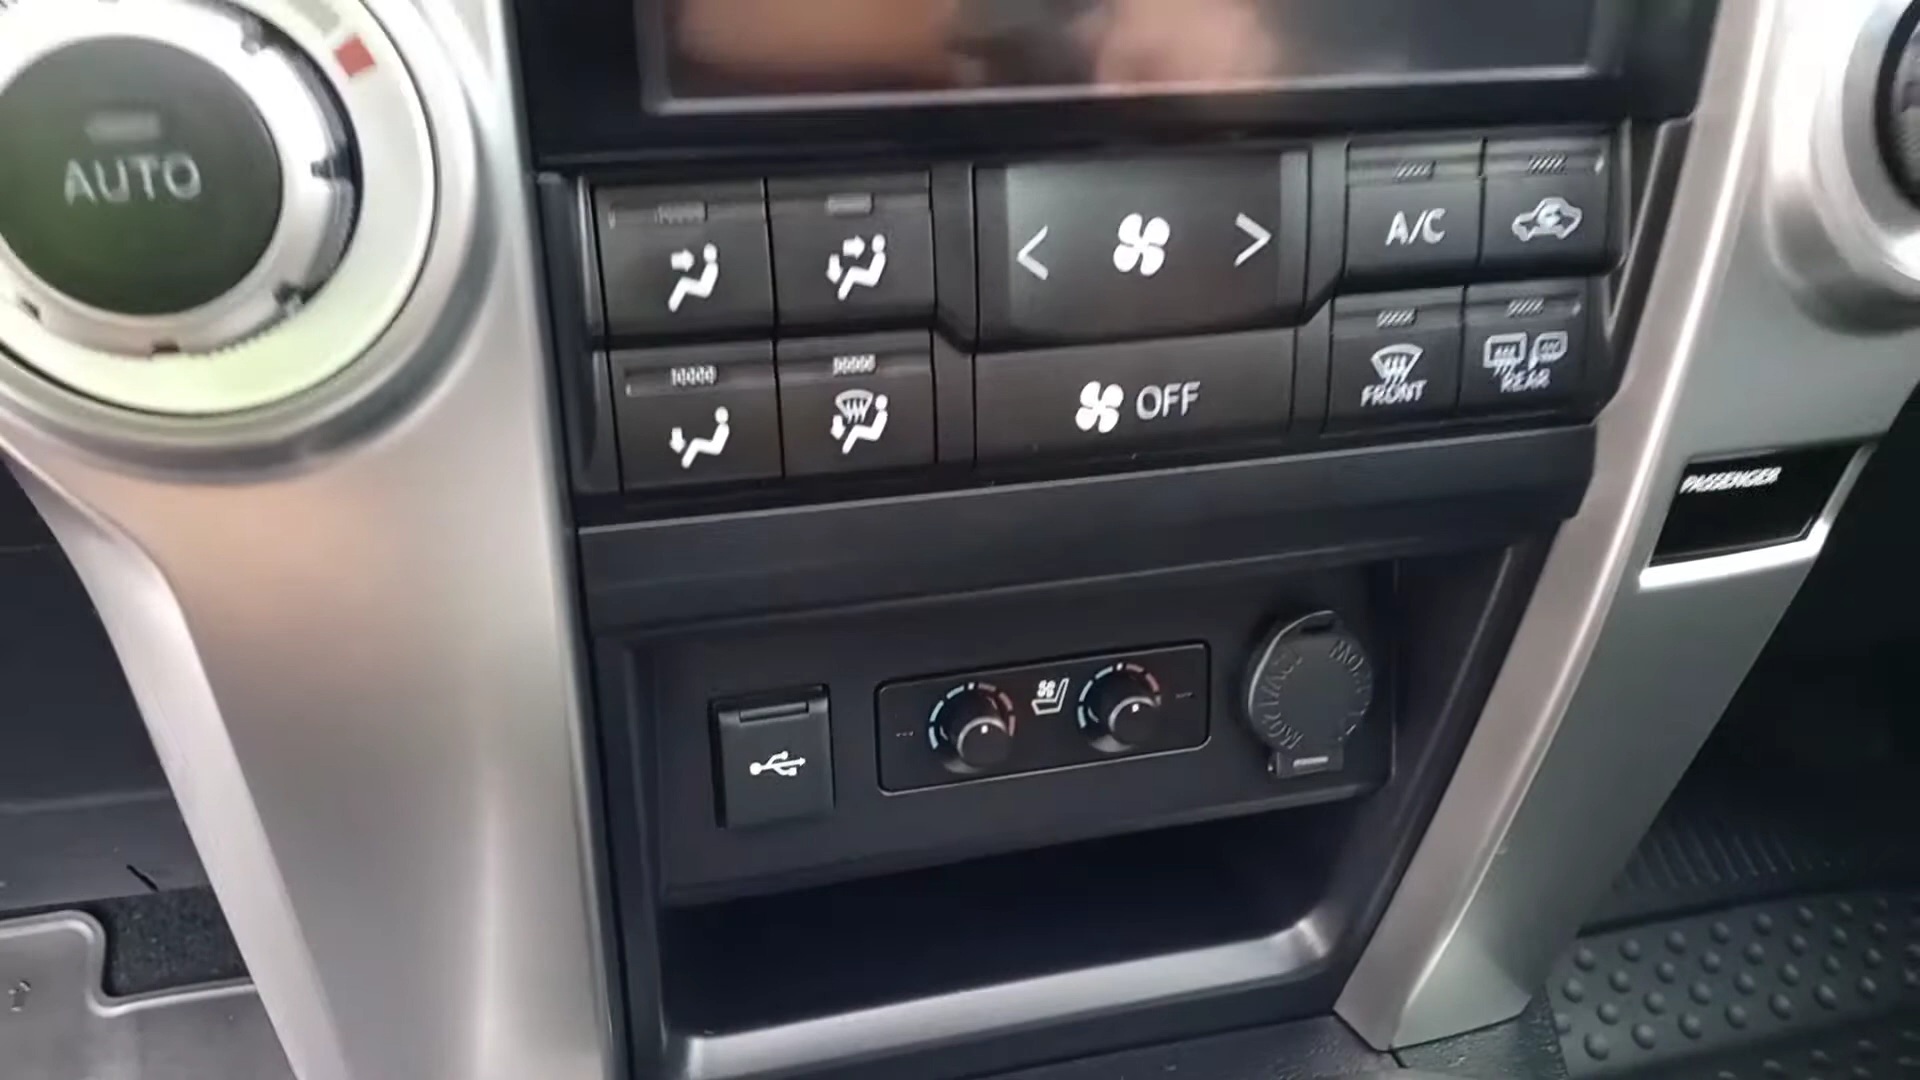 AUTO
< >
A/C
OFF
FRONT
REAR
PASSENGER